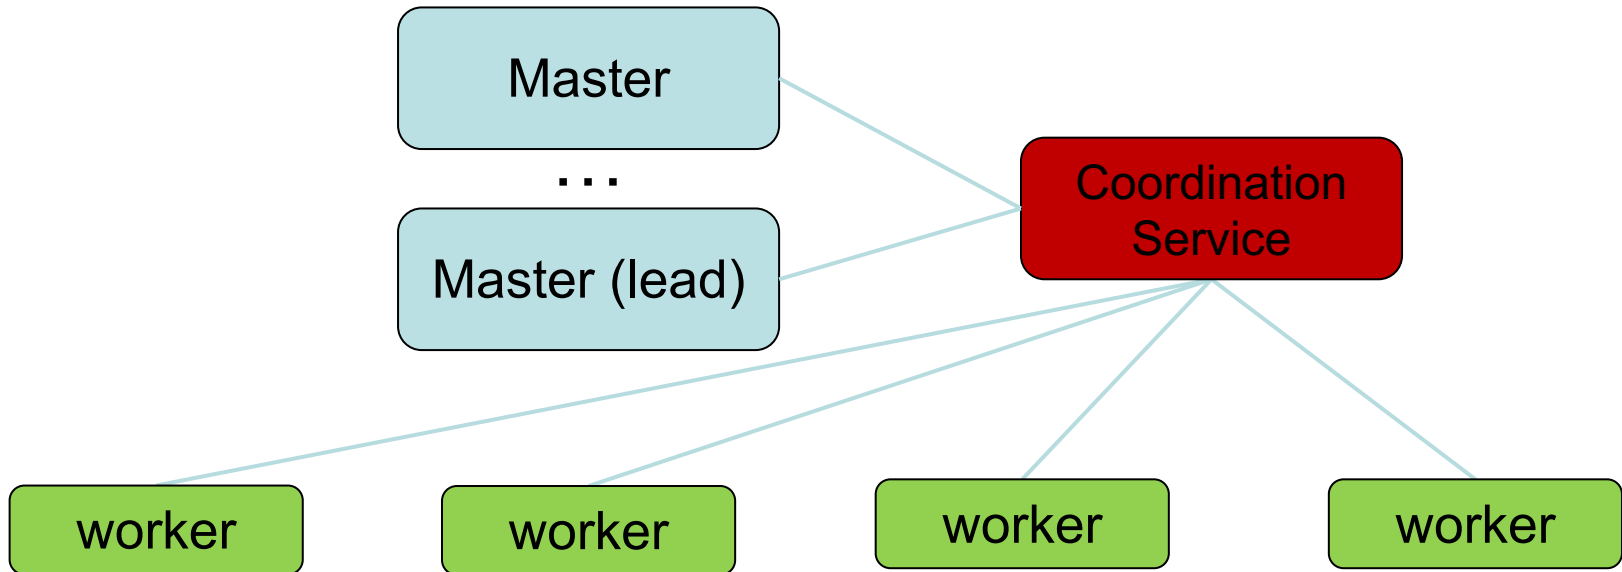 Master
...
Master (lead)
Coordination
Service
worker
worker
worker
worker